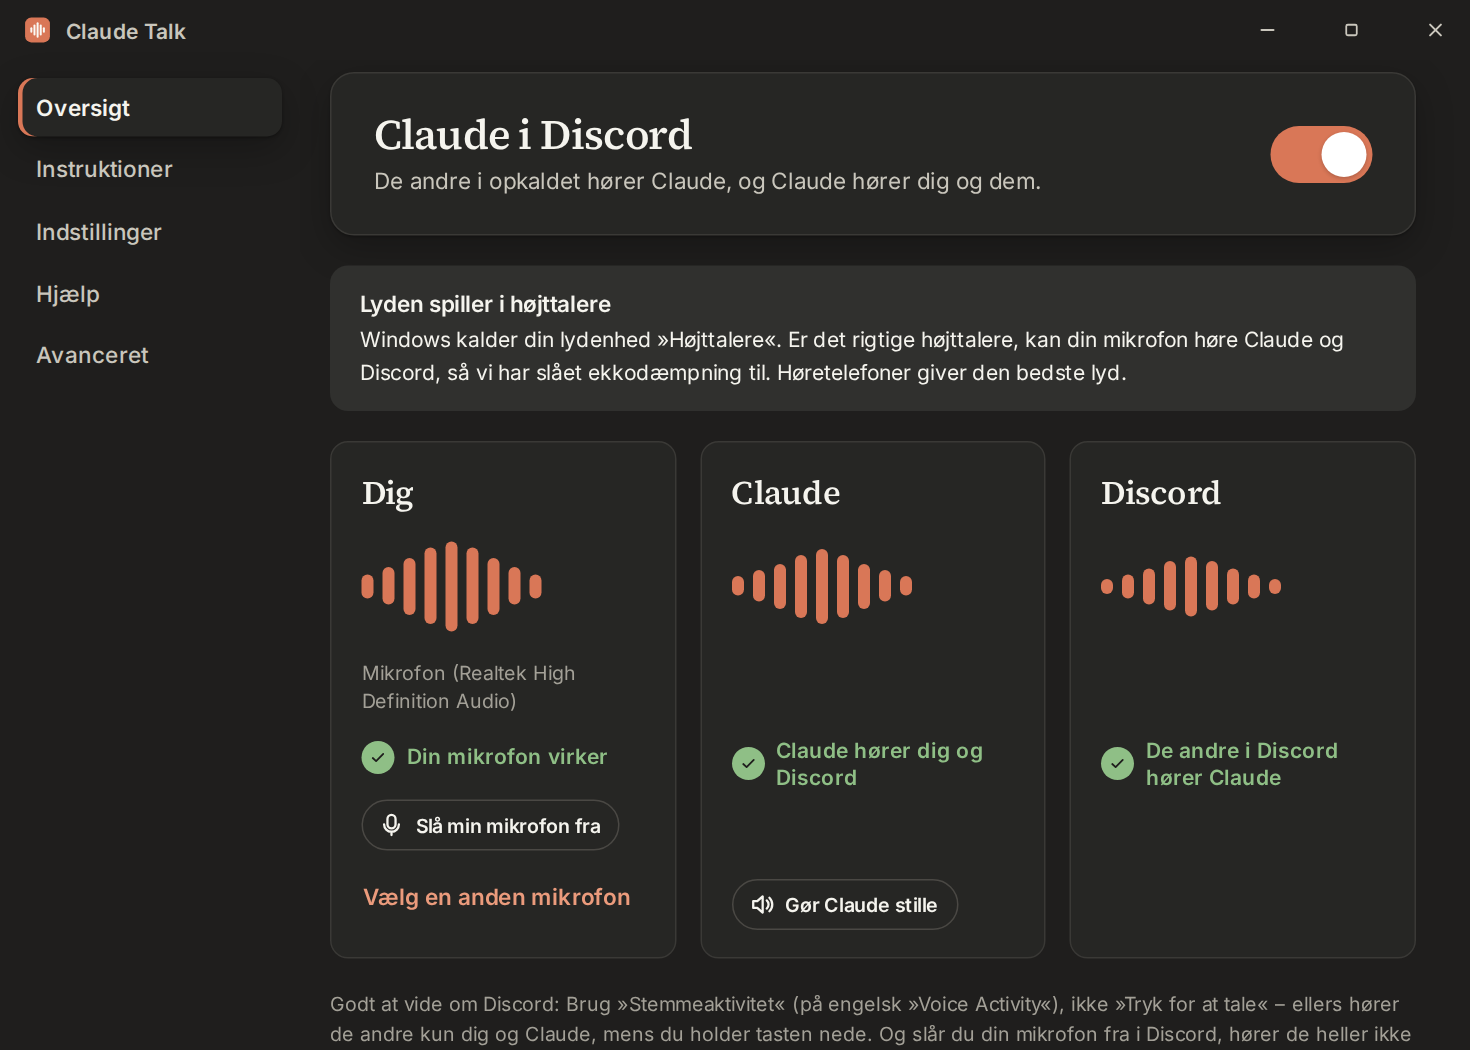 Claude Talk
Oversigt
Instruktioner
Indstillinger
Hjælp
Avanceret
Claude i Discord
De andre i opkaldet hører Claude, og Claude hører dig og dem.
Lyden spiller i højttalere
Windows kalder din lydenhed »Højttalere«. Er det rigtige højttalere, kan din mikrofon høre Claude og
Discord, så vi har slået ekkodæmpning til. Høretelefoner giver den bedste lyd.
Dig
Mikrofon (Realtek High
Definition Audio)
Din mikrofon virker
Slå min mikrofon fra
Vælg en anden mikrofon
Claude
Claude hører dig og
Discord
Gør Claude stille
Discord
De andre i Discord
hører Claude
Godt at vide om Discord: Brug »Stemmeaktivitet« (på engelsk »Voice Activity«), ikke »Tryk for at tale« – ellers hører
de andre kun dig og Claude, mens du holder tasten nede. Og slår du din mikrofon fra i Discord, hører de heller ikke